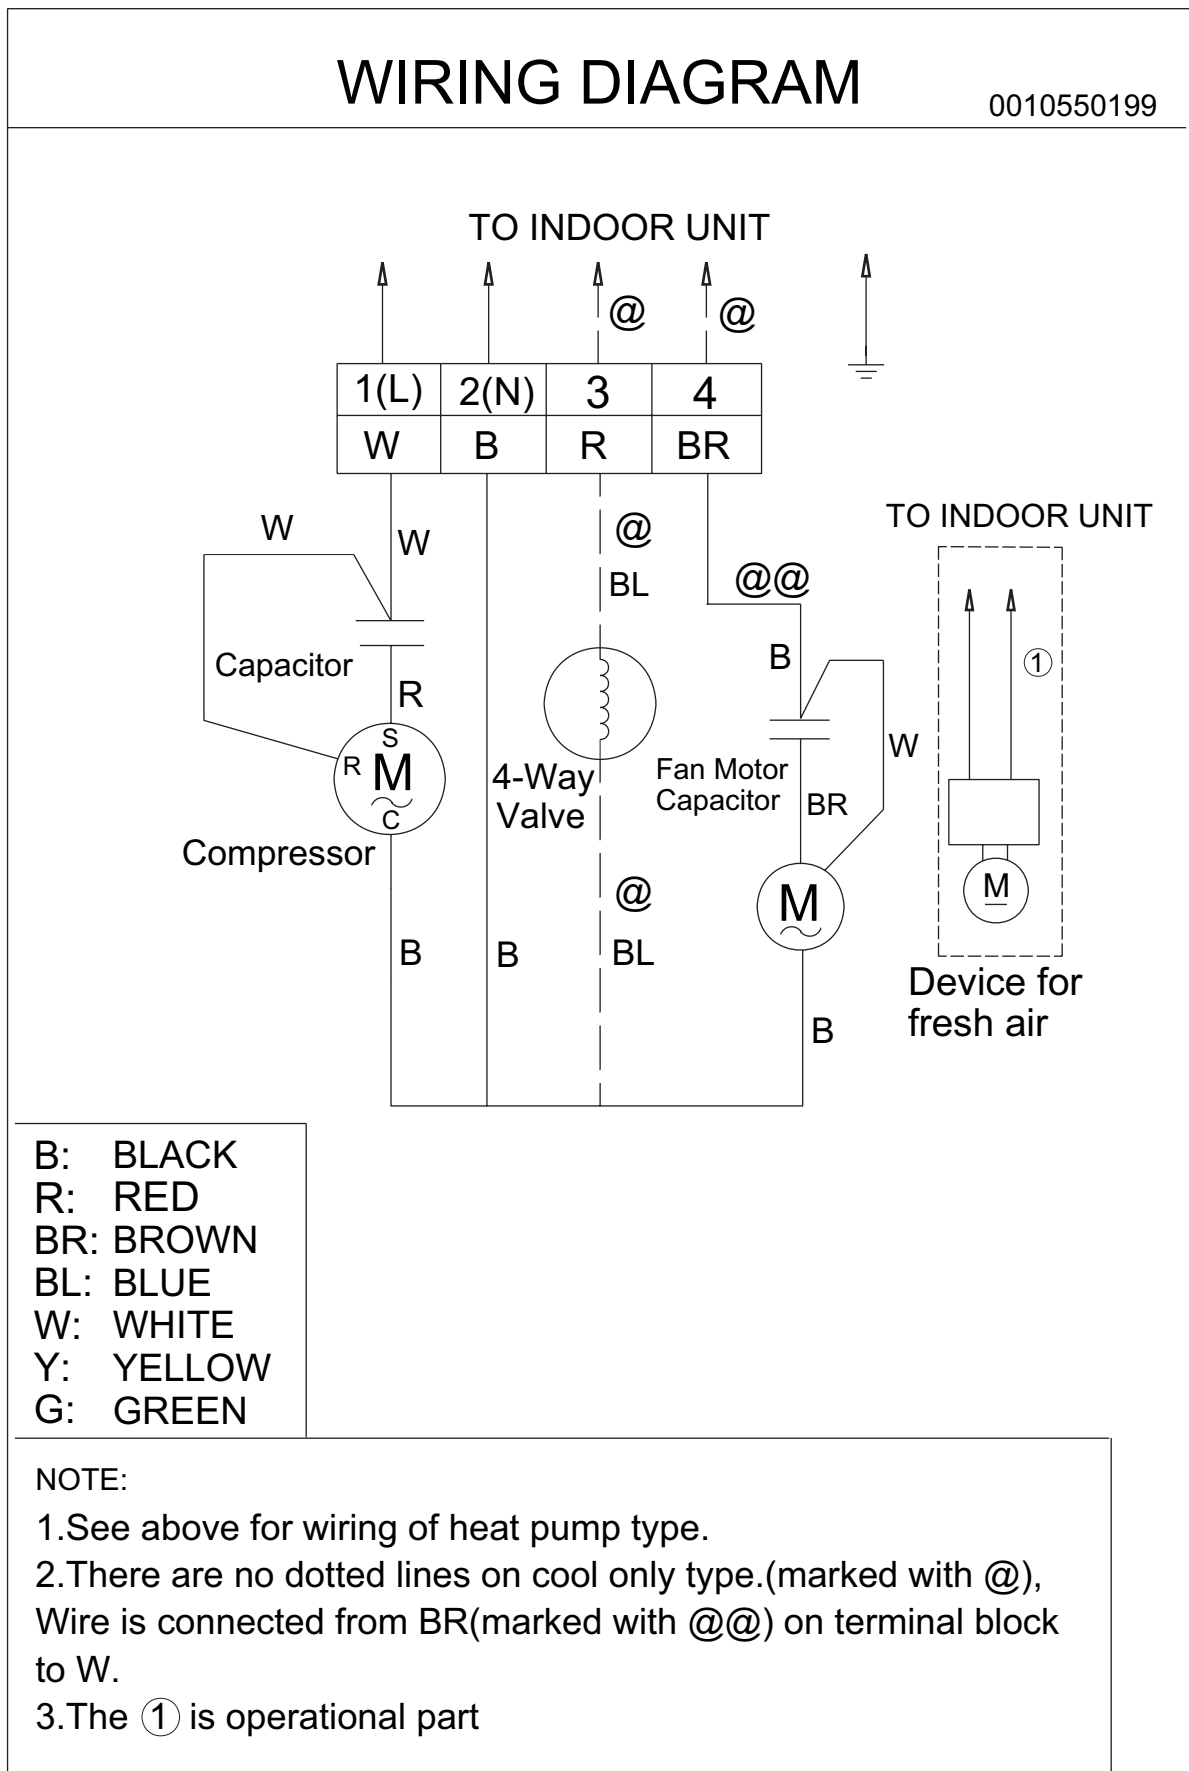 WIRING DIAGRAM
0010550199
TO INDOOR UNIT
@ @
1(L) 2(N) 3 4
W B R BR
TO INDOOR UNIT
W W @
BL @@
Capacitor B ①
R
S
R M
C
Compressor
4-Way
Valve
Fan Motor
Capacitor
W
BR
M
M
@
B B BL
B
Device for
fresh air
B: BLACK
R: RED
BR: BROWN
BL: BLUE
W: WHITE
Y: YELLOW
G: GREEN
NOTE:
1.See above for wiring of heat pump type.
2.There are no dotted lines on cool only type.(marked with @),
Wire is connected from BR(marked with @@) on terminal block
to W.
3.The ① is operational part